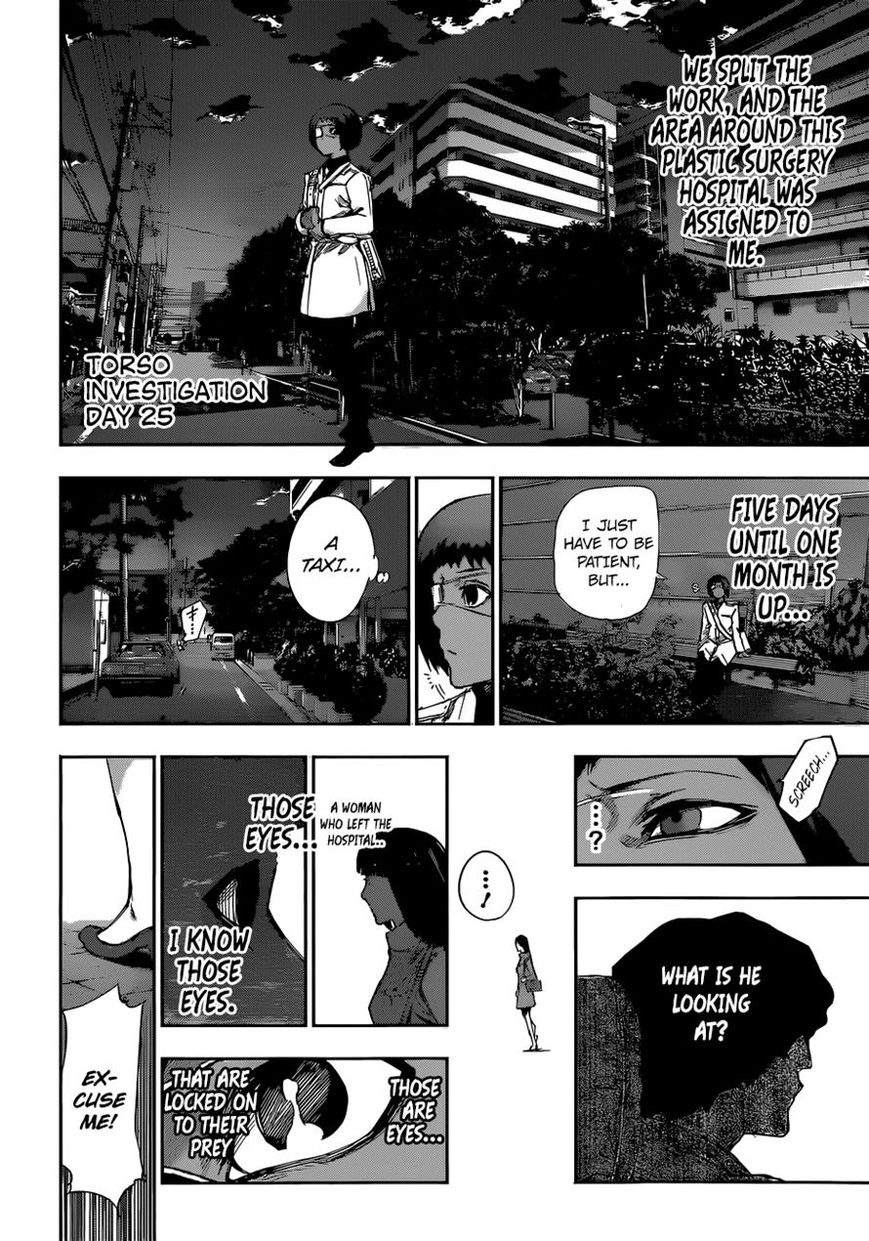 WE SPLIT THE
WORK, AND THE
AREA AROUND THIS
PLASTIC SURGERY
HOSPITAL WAS
ASSIGNED TO
ME.
TORSO
INVESTIGATION
DAY 25
FIVE DAYS
UNTIL ONE
MONTH IS
UP...
I JUST
HAVE TO BE
PATIENT,
BUT...
A
TAXI...
SCREECH...
...?
WHAT IS HE
LOOKING
AT?
...!
A WOMAN
WHO LEFT THE
HOSPITAL..
THOSE
EYES...
I KNOW
THOSE
EYES.
THOSE
ARE
EYES...
THAT ARE
LOCKED ON
TO THEIR
PREY
EX-
CUSE
ME!